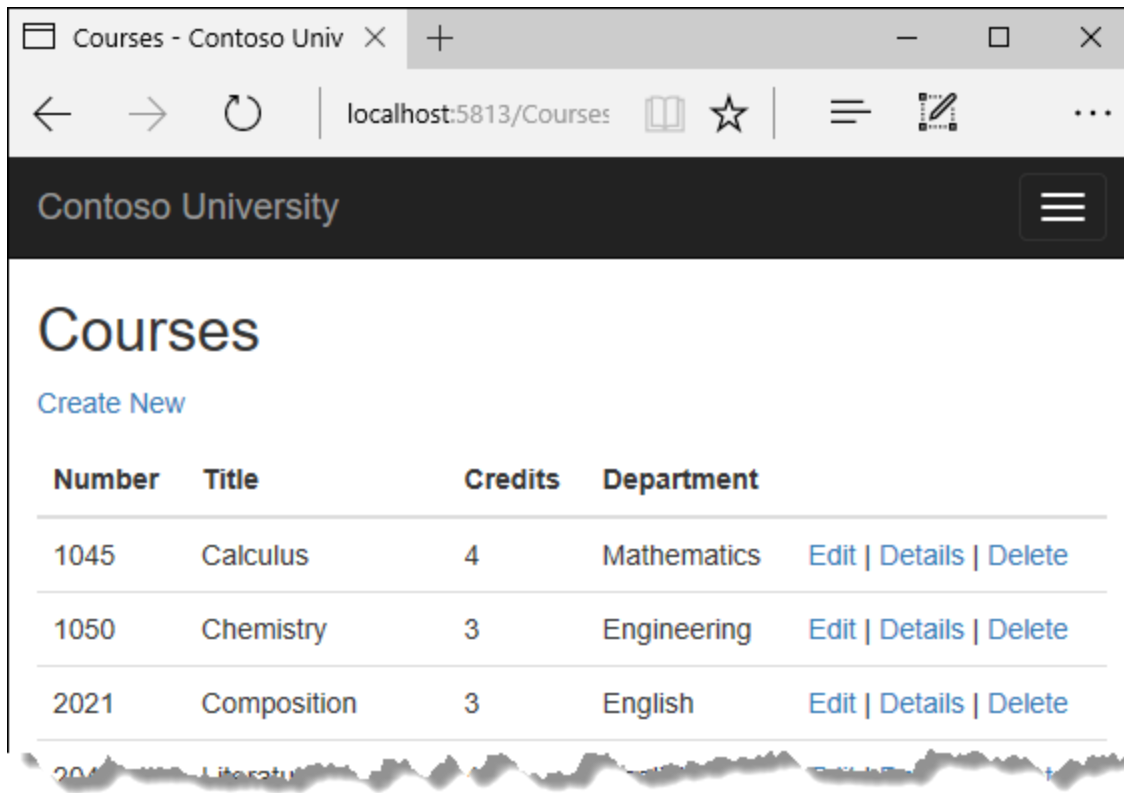 Courses - Contoso Univ
localhost:5813/Courses
Contoso University
Courses
Create New
Number Title Credits Department
1045 Calculus 4 Mathematics Edit | Details | Delete
1050 Chemistry 3 Engineering Edit | Details | Delete
2021 Composition 3 English Edit | Details | Delete